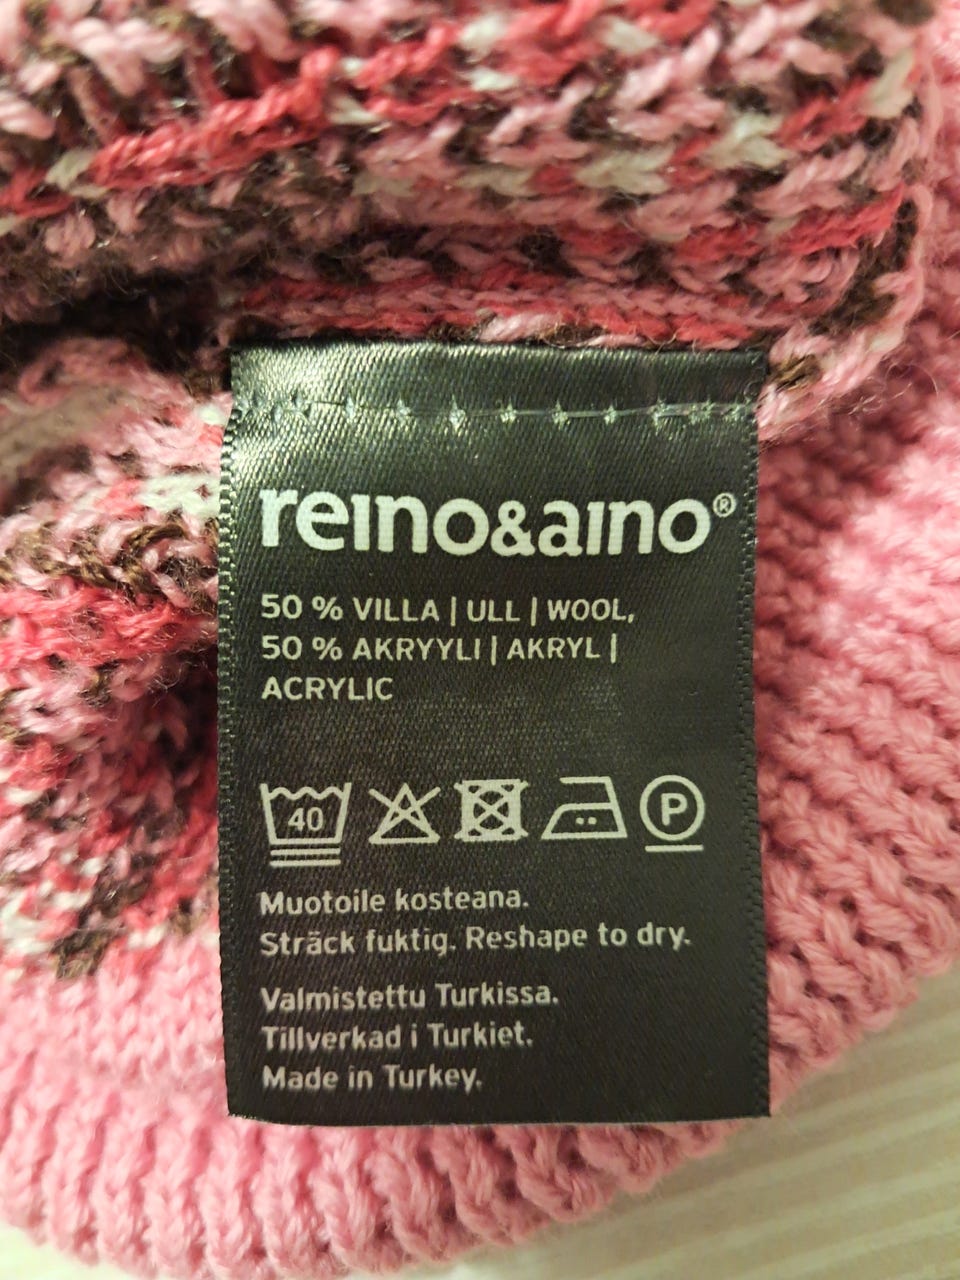 reino&aino®
50 % VILLA | ULL | WOOL,
50 % AKRYYLI | AKRYL |
ACRYLIC
40 P
Muotoile kosteana.
Sträck fuktig. Reshape to dry.
Valmistettu Turkissa.
Tillverkad i Turkiet.
Made in Turkey.